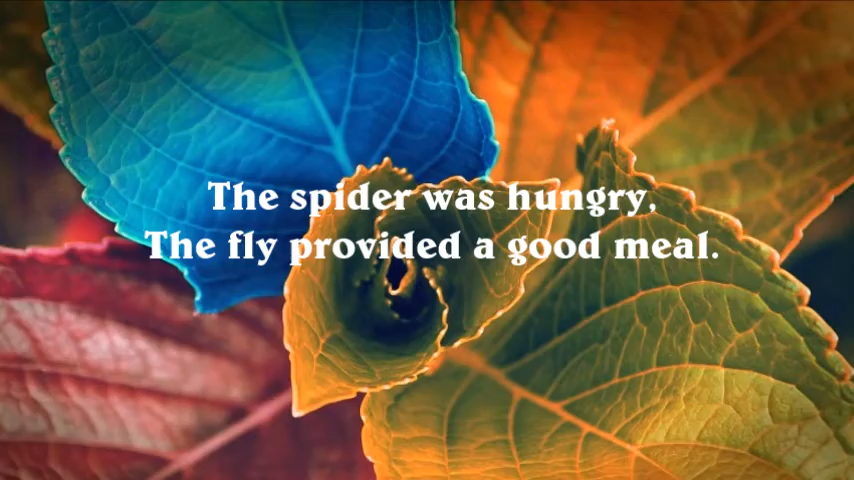 The spider was hungry,
The fly provided a good meal.